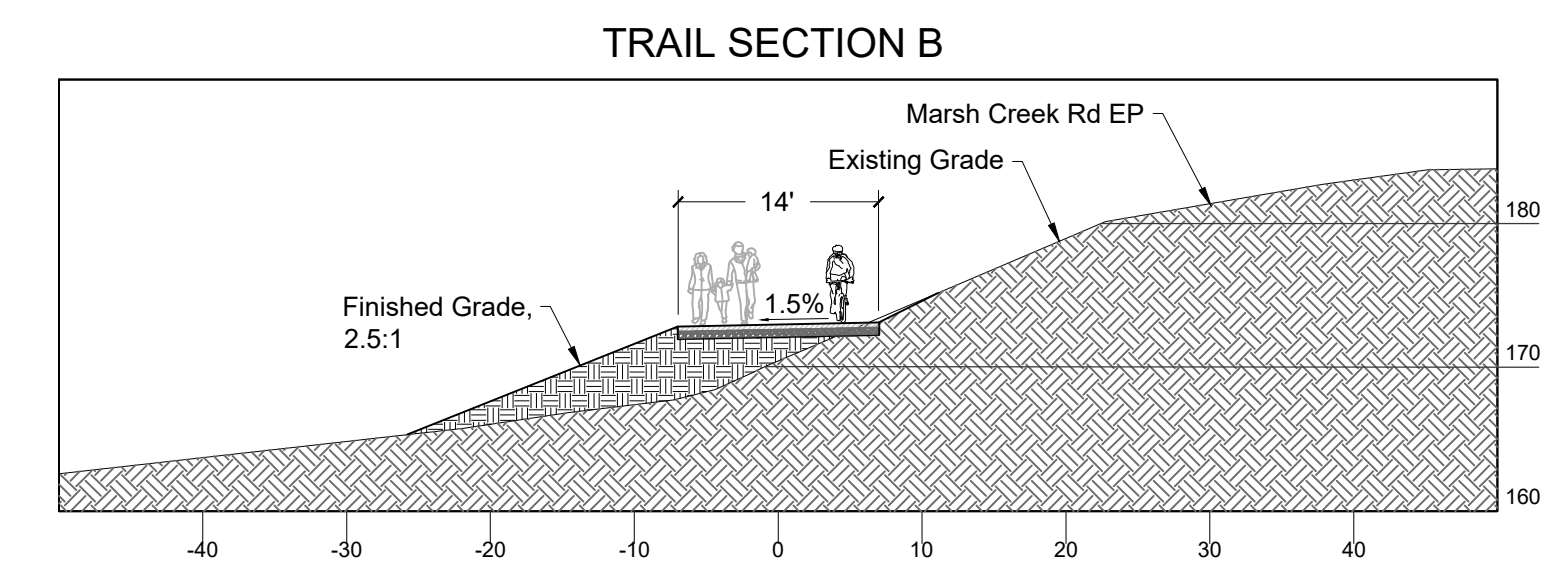 TRAIL SECTION B
Marsh Creek Rd EP
Existing Grade
14'
180
1.5%
Finished Grade,
2.5:1
170
160
-40 -30 -20 -10 0 10 20 30 40